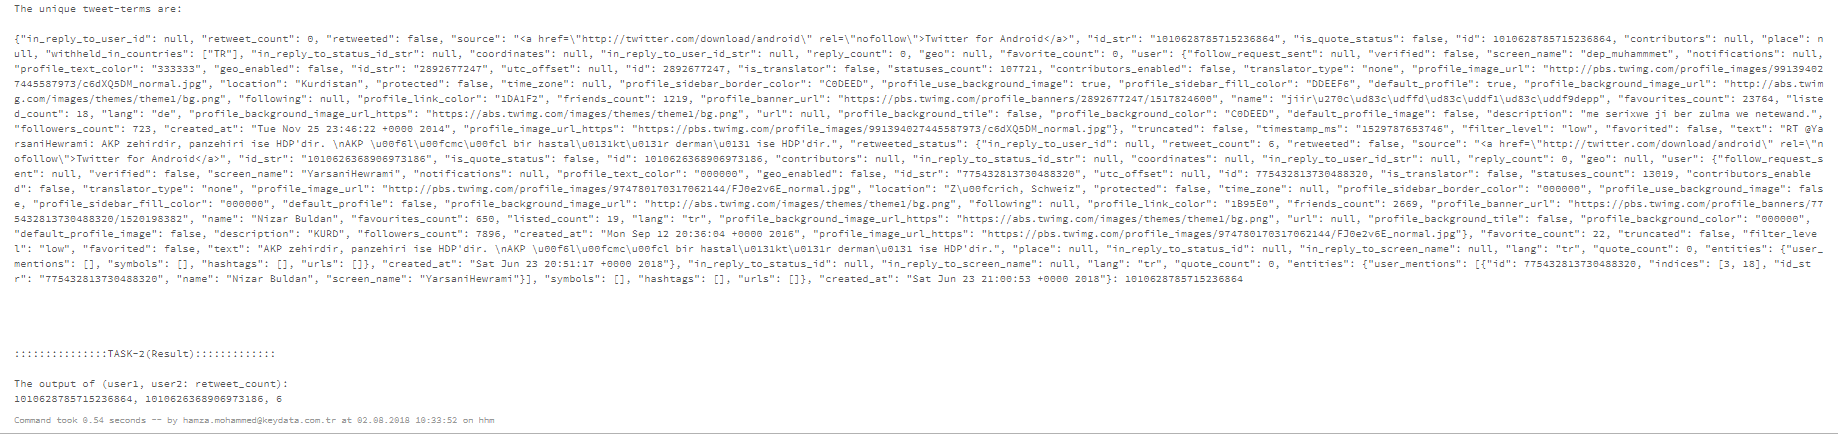 The unique tweet-terms are:
{"in_reply_to_user_id": null, "retweet_count": 0, "retweeted": false, "source": "<a href=\"http://twitter.com/download/android\" rel=\"nofollow\">Twitter for Android</a>", "id_str": "1010628785715236864", "is_quote_status": false, "id": 1010628785715236864, "contributors": null, "place": n
ull, "withheld_in_countries": ["TR"], "in_reply_to_status_id_str": null, "coordinates": null, "in_reply_to_user_id_str": null, "reply_count": 0, "geo": null, "favorite_count": 0, "user": {"follow_request_sent": null, "verified": false, "screen_name": "dep_muhammmet", "notifications": null,
"profile_text_color": "333333", "geo_enabled": false, "id_str": "2892677247", "utc_offset": null, "id": 2892677247, "is_translator": false, "statuses_count": 107721, "contributors_enabled": false, "translator_type": "none", "profile_image_url": "http://pbs.twimg.com/profile_images/99139402
7445587973/c6dXQ5DM_normal.jpg", "location": "Kurdistan", "protected": false, "time_zone": null, "profile_sidebar_border_color": "C0DEED", "profile_use_background_image": true, "profile_sidebar_fill_color": "DDEEF6", "default_profile": true, "profile_background_image_url": "http://abs.twim
g.com/images/themes/theme1/bg.png", "following": null, "profile_link_color": "1DA1F2", "friends_count": 1219, "profile_banner_url": "https://pbs.twimg.com/profile_banners/2892677247/1517824600", "name": "jiir\u270c\ud83c\udffd\ud83c\uddf1\ud83c\uddf9depp", "favourites_count": 23764, "liste
d_count": 18, "lang": "de", "profile_background_image_url_https": "https://abs.twimg.com/images/themes/theme1/bg.png", "url": null, "profile_background_tile": false, "profile_background_color": "C0DEED", "default_profile_image": false, "description": "me serixwe ji ber zulma we netewand.",
"followers_count": 723, "created_at": "Tue Nov 25 23:46:22 +0000 2014", "profile_image_url_https": "https://pbs.twimg.com/profile_images/991394027445587973/c6dXQ5DM_normal.jpg"}, "truncated": false, "timestamp_ms": "1529787653746", "filter_level": "low", "favorited": false, "text": "RT @Ya
rsaniHewrami: AKP zehirdir, panzehiri ise HDP'dir. \nAKP \u00f6l\u00fcmc\u00fcl bir hastal\u0131kt\u0131r derman\u0131 ise HDP'dir.", "retweeted_status": {"in_reply_to_user_id": null, "retweet_count": 6, "retweeted": false, "source": "<a href=\"http://twitter.com/download/android\" rel=\"n
ofollow\">Twitter for Android</a>", "id_str": "1010626368906973186", "is_quote_status": false, "id": 1010626368906973186, "contributors": null, "in_reply_to_status_id_str": null, "coordinates": null, "in_reply_to_user_id_str": null, "reply_count": 0, "geo": null, "user": {"follow_request_s
ent": null, "verified": false, "screen_name": "YarsaniHewrami", "notifications": null, "profile_text_color": "000000", "geo_enabled": false, "id_str": "775432813730488320", "utc_offset": null, "id": 775432813730488320, "is_translator": false, "statuses_count": 13019, "contributors_enable
d": false, "translator_type": "none", "profile_image_url": "http://pbs.twimg.com/profile_images/974780170317062144/FJ0e2v6E_normal.jpg", "location": "Z\u00fcrich, Schweiz", "protected": false, "time_zone": null, "profile_sidebar_border_color": "000000", "profile_use_background_image": fals
e, "profile_sidebar_fill_color": "000000", "default_profile": false, "profile_background_image_url": "http://abs.twimg.com/images/themes/theme1/bg.png", "following": null, "profile_link_color": "1B95E0", "friends_count": 2669, "profile_banner_url": "https://pbs.twimg.com/profile_banners/77
5432813730488320/1520198382", "name": "Nizar Buldan", "favourites_count": 650, "listed_count": 19, "lang": "tr", "profile_background_image_url_https": "https://abs.twimg.com/images/themes/theme1/bg.png", "url": null, "profile_background_tile": false, "profile_background_color": "000000",
"default_profile_image": false, "description": "KURD", "followers_count": 7896, "created_at": "Mon Sep 12 20:36:04 +0000 2016", "profile_image_url_https": "https://pbs.twimg.com/profile_images/974780170317062144/FJ0e2v6E_normal.jpg"}, "favorite_count": 22, "truncated": false, "filter_leve
l": "low", "favorited": false, "text": "AKP zehirdir, panzehiri ise HDP'dir. \nAKP \u00f6l\u00fcmc\u00fcl bir hastal\u0131kt\u0131r derman\u0131 ise HDP'dir.", "place": null, "in_reply_to_status_id": null, "in_reply_to_screen_name": null, "lang": "tr", "quote_count": 0, "entities": {"user_
mentions": [], "symbols": [], "hashtags": [], "urls": []}, "created_at": "Sat Jun 23 20:51:17 +0000 2018"}, "in_reply_to_status_id": null, "in_reply_to_screen_name": null, "lang": "tr", "quote_count": 0, "entities": {"user_mentions": [{"id": 775432813730488320, "indices": [3, 18], "id_st
r": "775432813730488320", "name": "Nizar Buldan", "screen_name": "YarsaniHewrami"}], "symbols": [], "hashtags": [], "urls": []}, "created_at": "Sat Jun 23 21:00:53 +0000 2018"}: 1010628785715236864
:::::::::::::::TASK-2(Result):::::::::::::
The output of (user1, user2: retweet_count):
1010628785715236864, 1010626368906973186, 6
Command took 0.54 seconds -- by hamza.mohammed@keydata.com.tr at 02.08.2018 10:33:52 on hhm